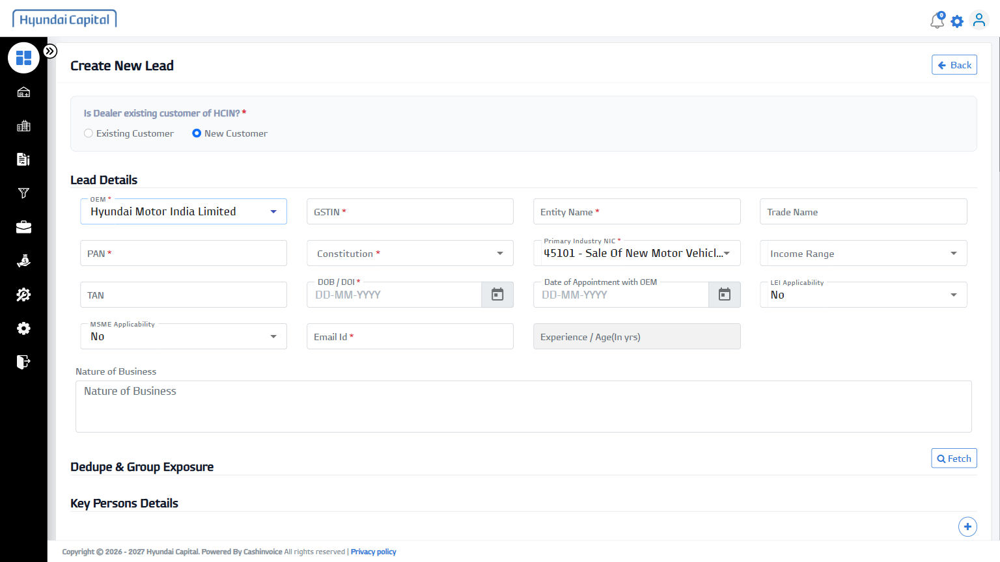 Hyundai Capital
0
Create New Lead
Back
Is Dealer existing customer of HCIN? *
Existing Customer New Customer
Lead Details
OEM *
Hyundai Motor India Limited
GSTIN *
Entity Name *
Trade Name
PAN *
Constitution *
Primary Industry NIC *
45101 - Sale Of New Motor Vehicl...
Income Range
TAN
DOB / DOI *
DD-MM-YYYY
Date of Appointment with OEM
DD-MM-YYYY
LEI Applicability
No
MSME Applicability
No
Email Id *
Experience / Age(In yrs)
Nature of Business
Nature of Business
Dedupe & Group Exposure
Fetch
Key Persons Details
Copyright © 2026 - 2027 Hyundai Capital. Powered By Cashinvoice All rights reserved | Privacy policy